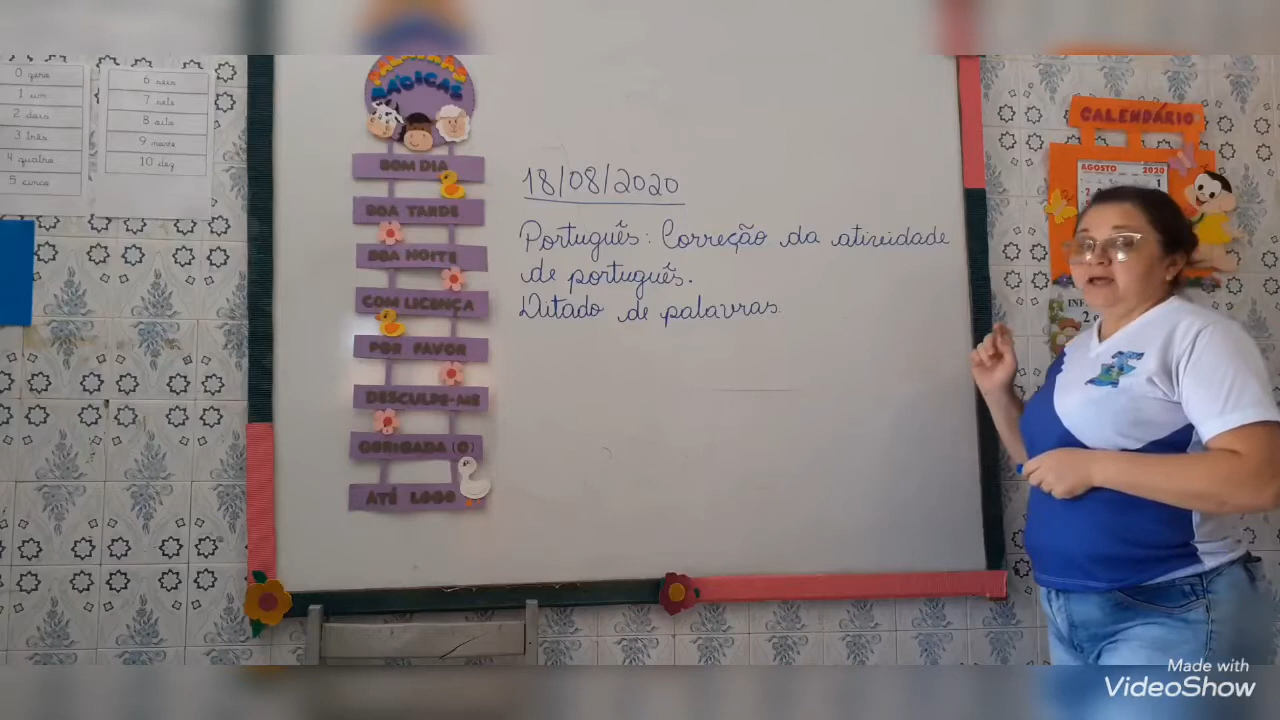 0 zero
1 um
2 dois
3 três
4 quatro
5 cinco
6 seis
7 sete
8 oito
9 nove
10 dez
PALAVRAS
MÁGICAS
BOM DIA
BOA TARDE
BOA NOITE
COM LICENÇA
POR FAVOR
DESCULPE-ME
OBRIGADA (O)
ATÉ LOGO
18/08/2020
Português: Correção da atividade
de português.
Ditado de palavras.
CALENDÁRIO
AGOSTO 2020
Made with
VideoShow